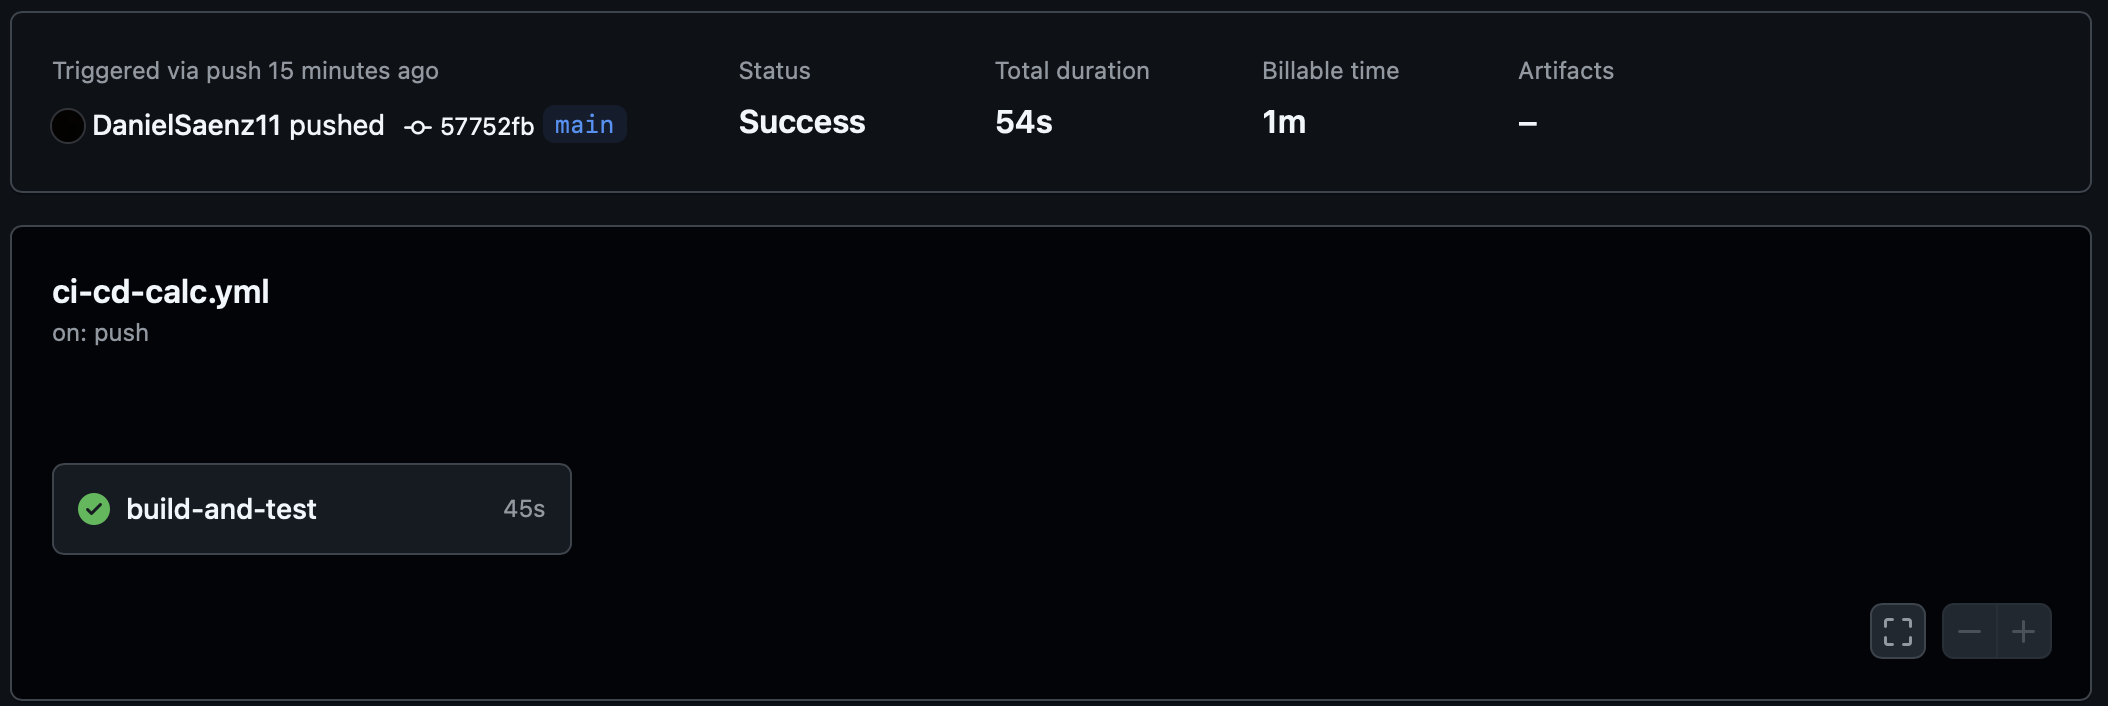 Triggered via push 15 minutes ago
DanielSaenz11 pushed 57752fb main
Status
Success
Total duration
54s
Billable time
1m
Artifacts
–
ci-cd-calc.yml
on: push
build-and-test 45s